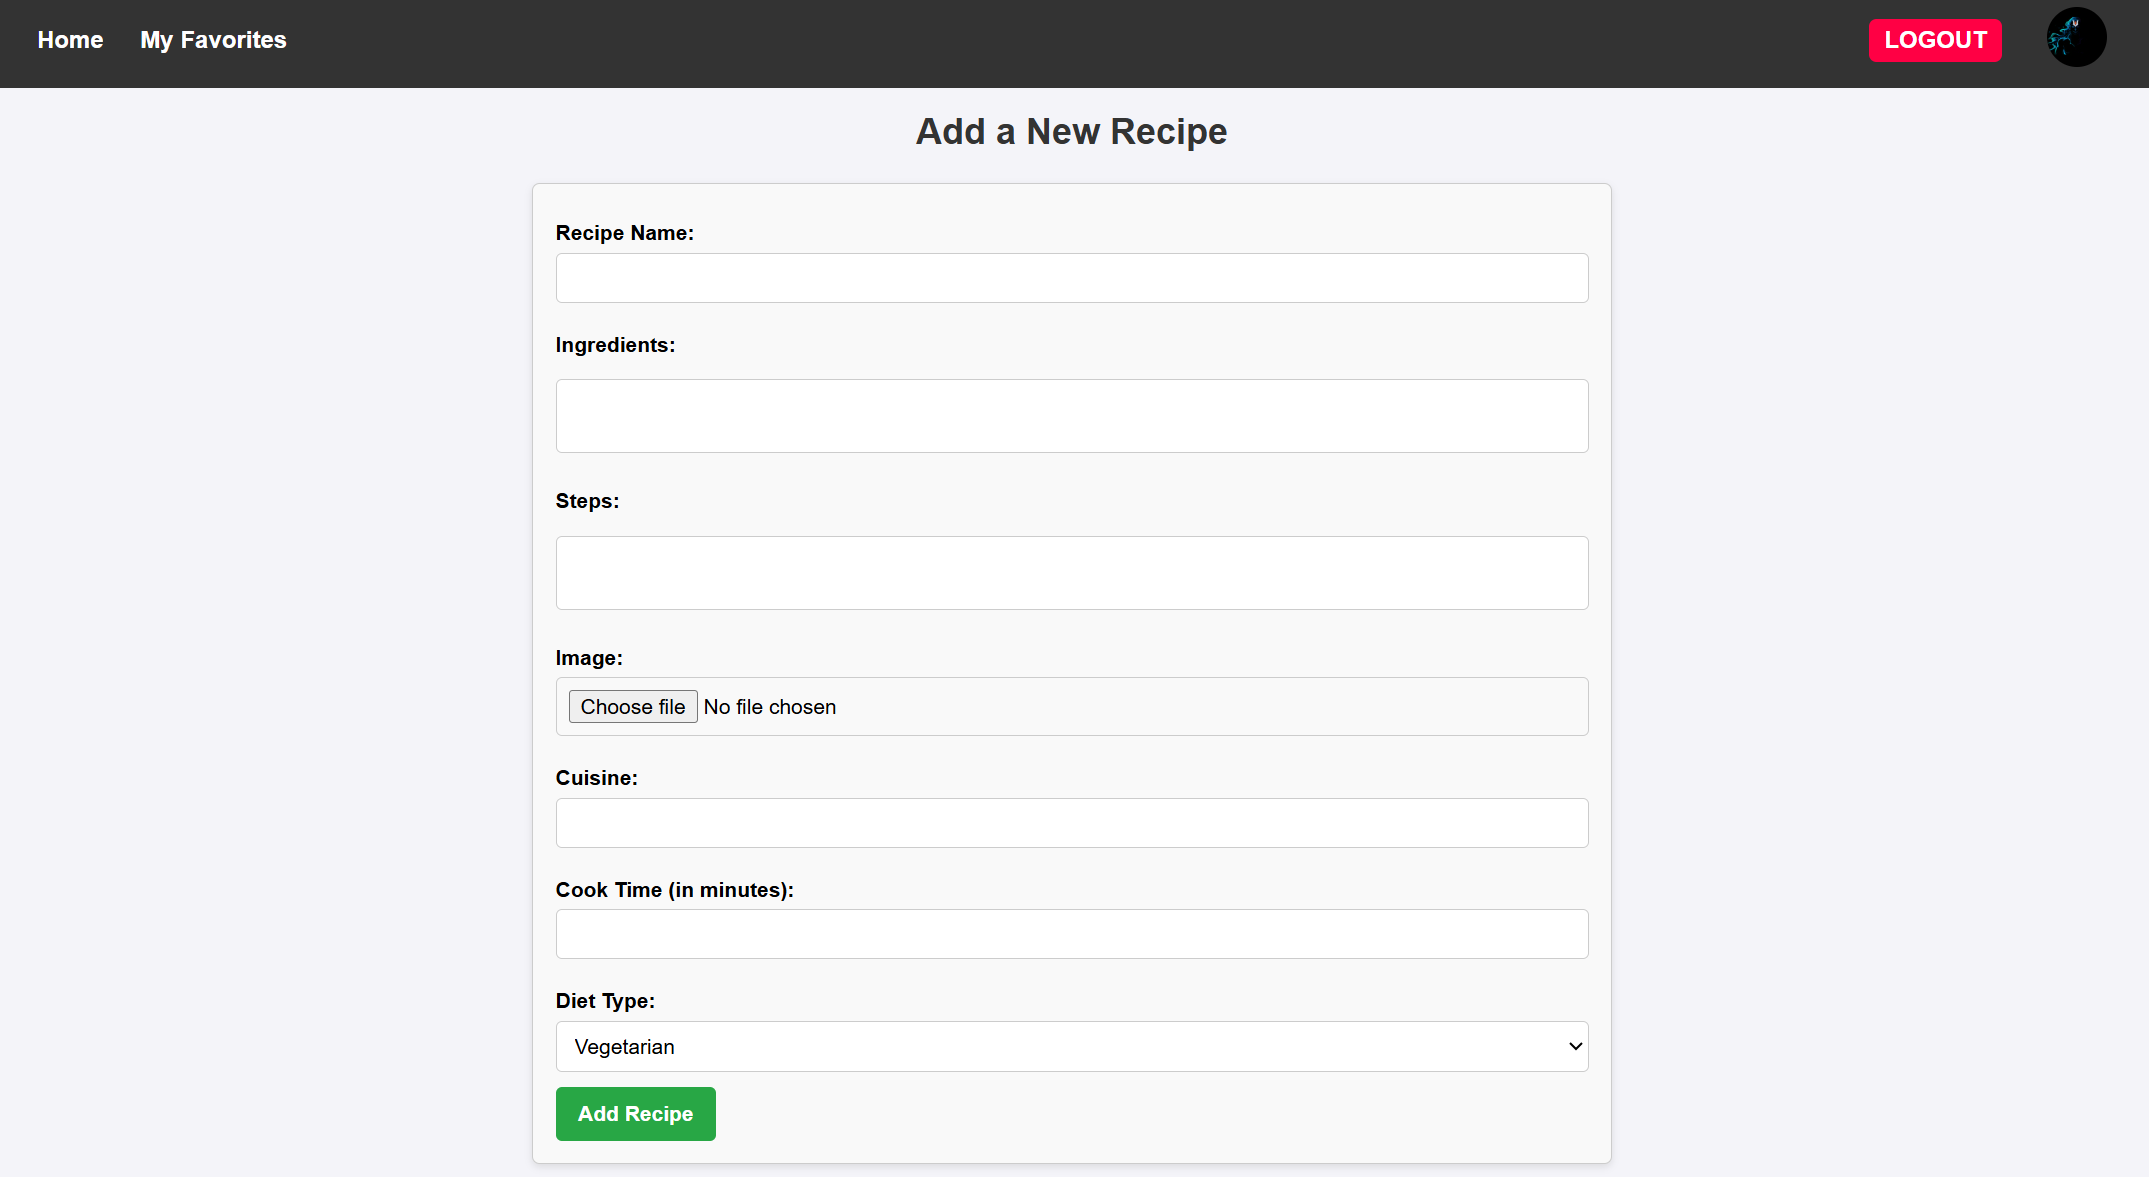 Home My Favorites LOGOUT
Add a New Recipe
Recipe Name:
Ingredients:
Steps:
Image:
Choose file No file chosen
Cuisine:
Cook Time (in minutes):
Diet Type:
Vegetarian
Add Recipe